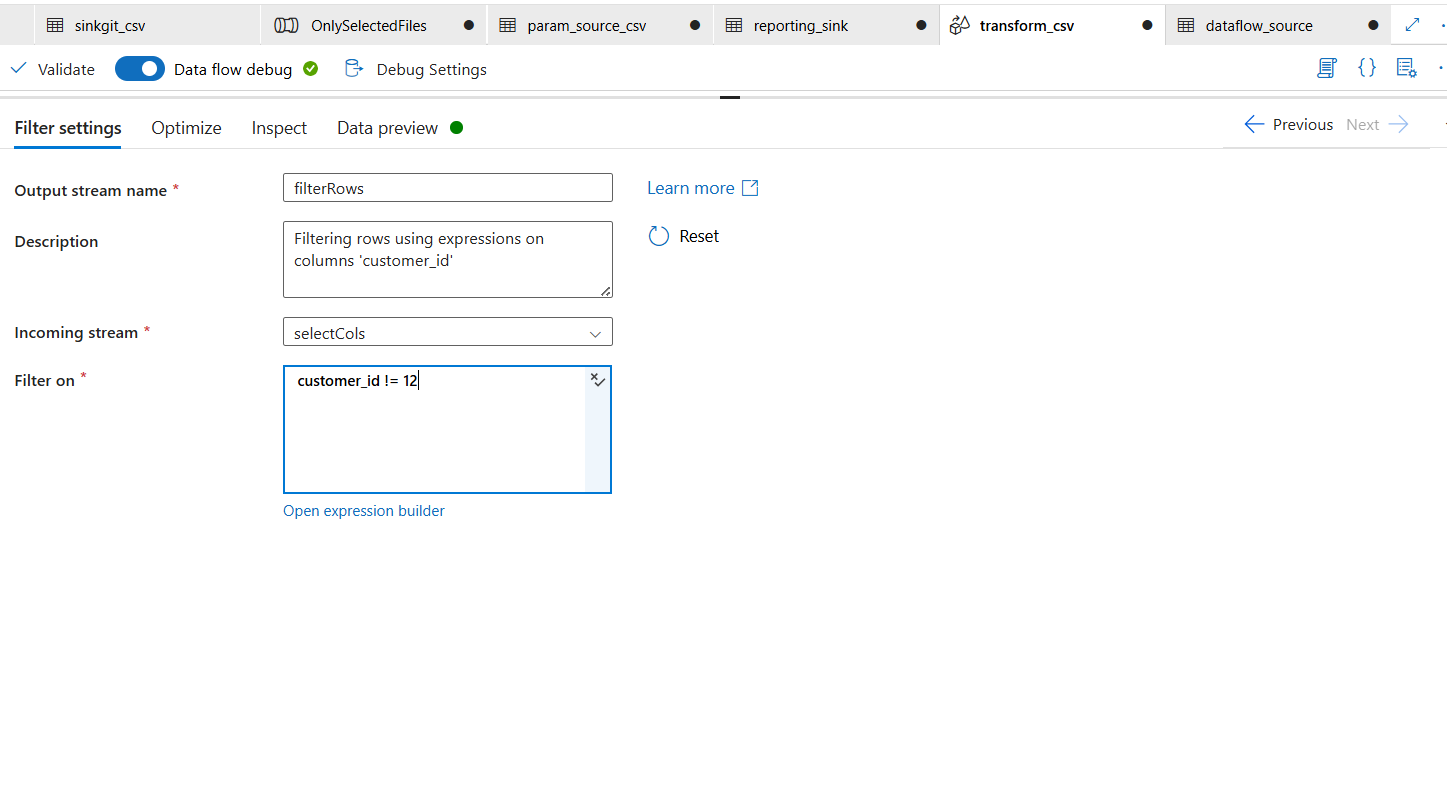 sinkgit_csv
OnlySelectedFiles
param_source_csv
reporting_sink
transform_csv
dataflow_source
Validate
Data flow debug
Debug Settings
Filter settings
Optimize
Inspect
Data preview
Previous
Next
Output stream name *
filterRows
Learn more
Description
Filtering rows using expressions on
columns 'customer_id'
Reset
Incoming stream *
selectCols
Filter on *
customer_id != 12
Open expression builder